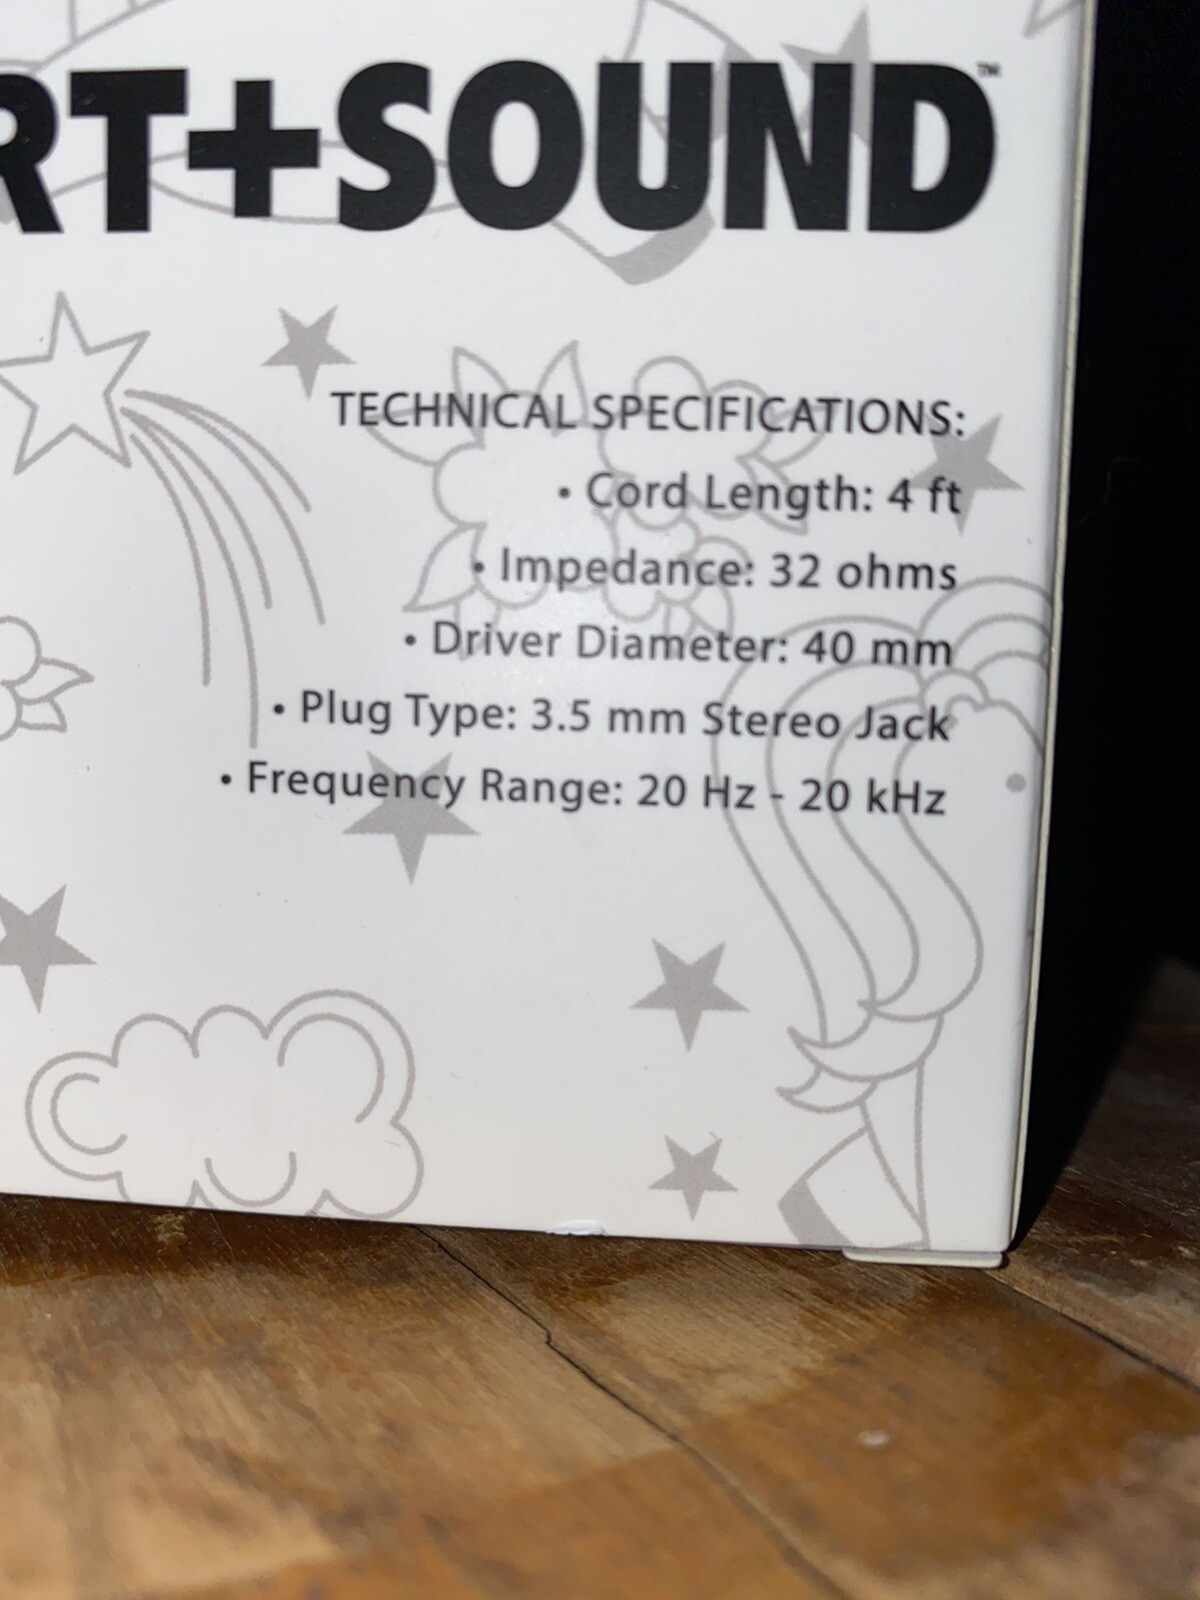 RT+SOUND™
TECHNICAL SPECIFICATIONS:
• Cord Length: 4 ft
• Impedance: 32 ohms
• Driver Diameter: 40 mm
• Plug Type: 3.5 mm Stereo Jack
• Frequency Range: 20 Hz - 20 kHz